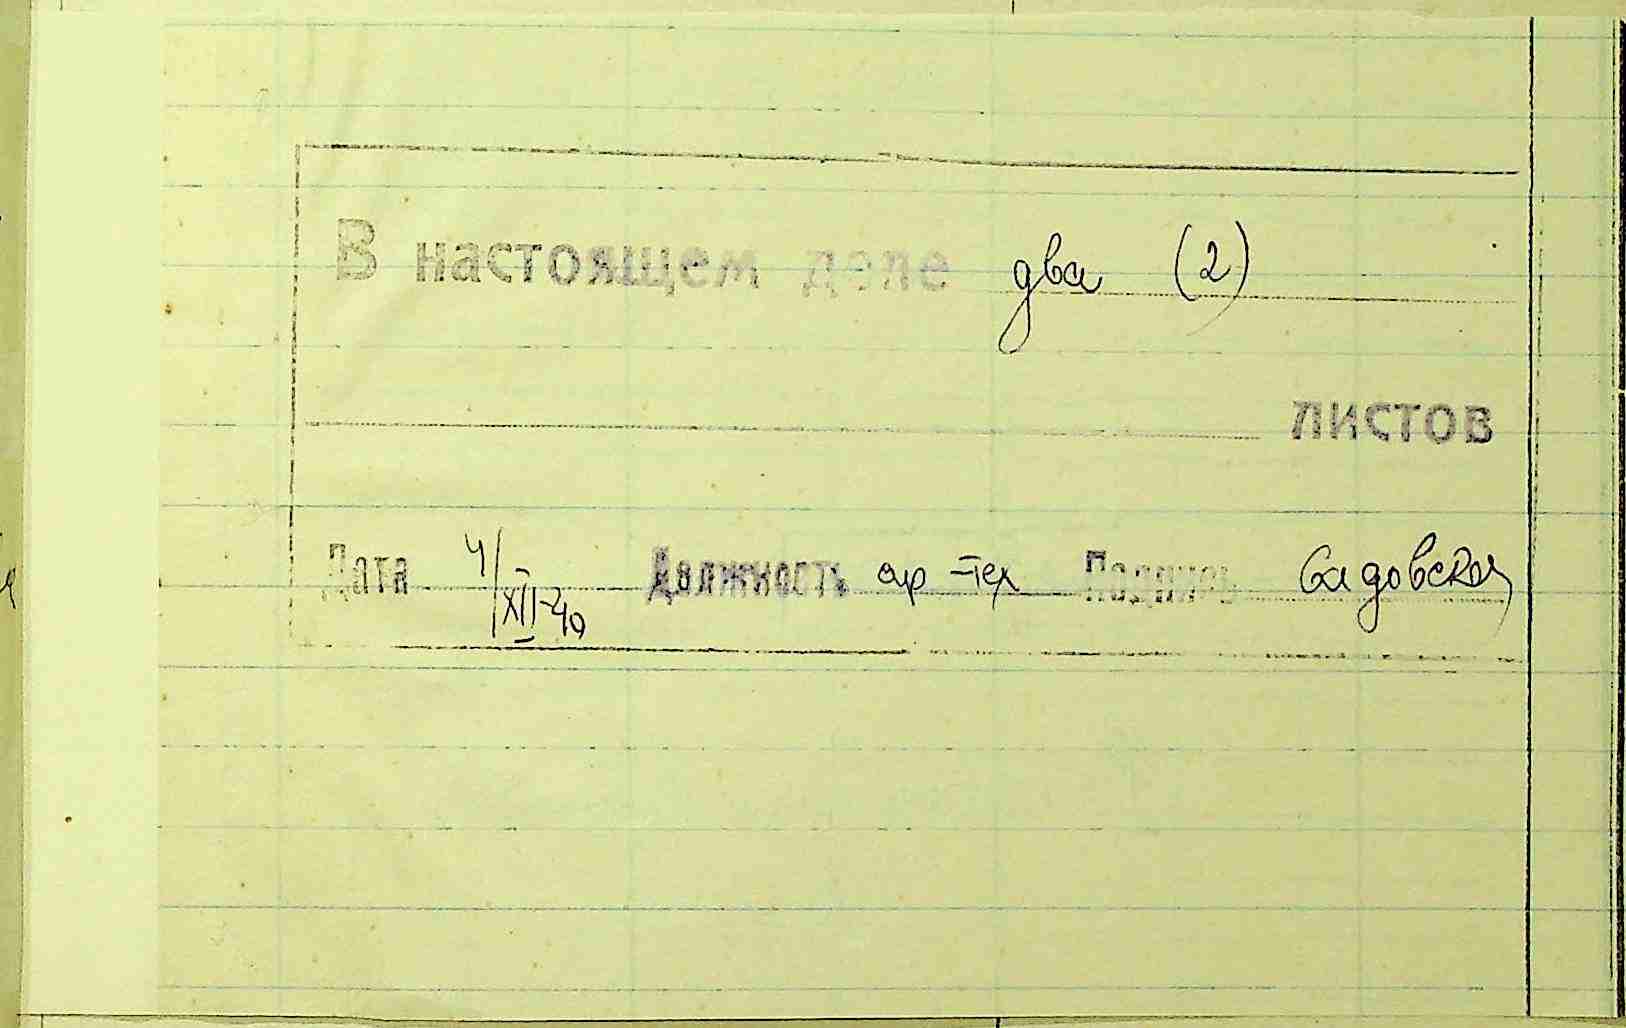 В настоящем деле два (2)
листов
Дата 4/XII-40 Должность ар-тех Подпись Садовская